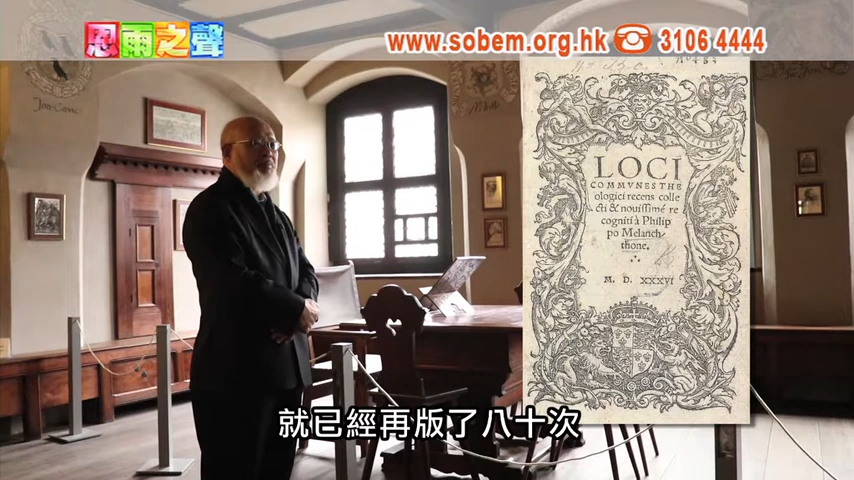 恩雨之聲
www.sobem.org.hk ☎ 3106 4444
LOCI
COMMVNES THE
ologici recens colle
cti & nouissimè re
cogniti à Philip
po Melanch
thone.
M. D. XXXVI
就已經再版了八十次